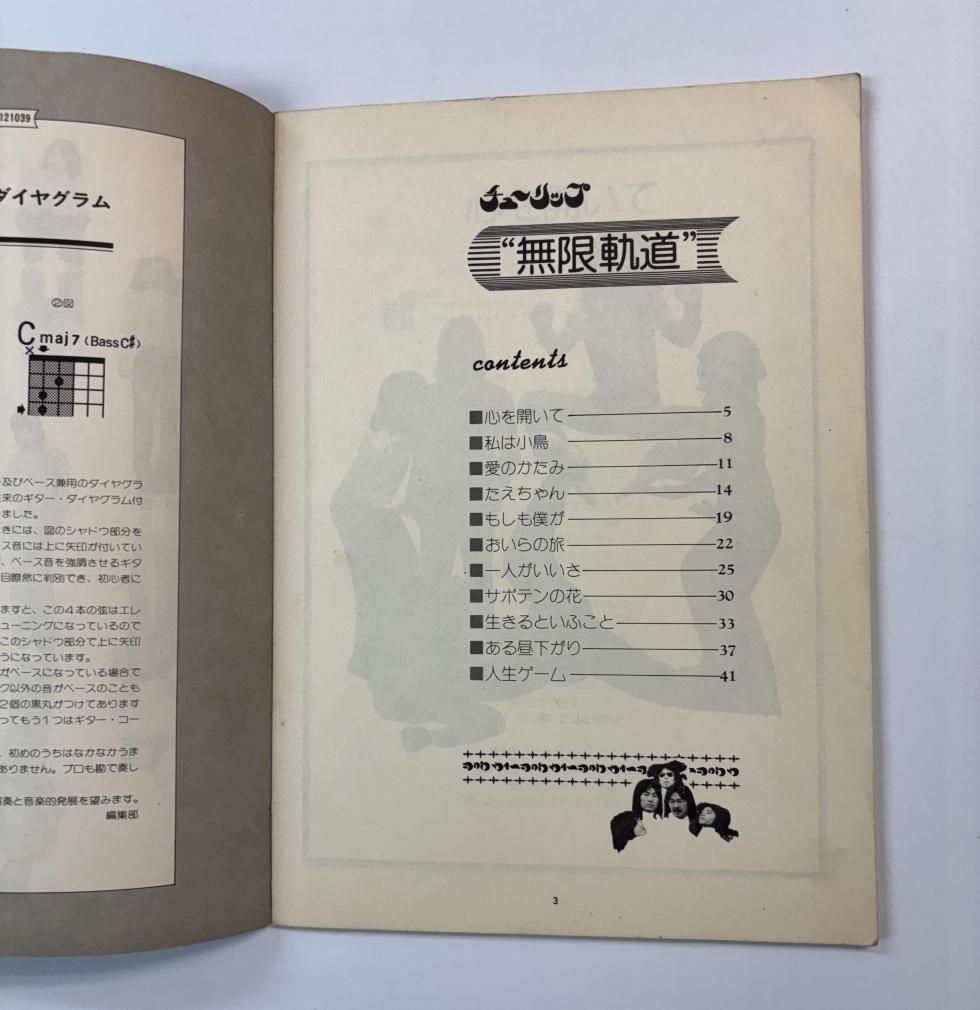 121039
ダイヤグラム
②図
Cmaj7(BassC♯)
及びベース兼用のダイヤグラ
来のギター・ダイヤグラム付
ました。
きには、図のシャドウ部分を
ス音には上に矢印が付いてい
、ベース音を強調させるギタ
目瞭然に判別でき、初心者に
ますと、この4本の弦はエレ
ューニングになっているので
このシャドウ部分で上に矢印
うになっています。
がベースになっている場合で
ク以外の音がベースのことも
2個の黒丸がつけてあります
ってもう1つはギター・コー
、初めのうちはなかなかうま
ありません。プロも勘で奏し
奏と音楽的発展を望みます。
編集部
チューリップ
“無限軌道”
contents
■心を開いて 5
■私は小鳥 8
■愛のかたみ 11
■たえちゃん 14
■もしも僕が 19
■おいらの旅 22
■一人がいいさ 25
■サボテンの花 30
■生きるといふこと 33
■ある昼下がり 37
■人生ゲーム 41
3